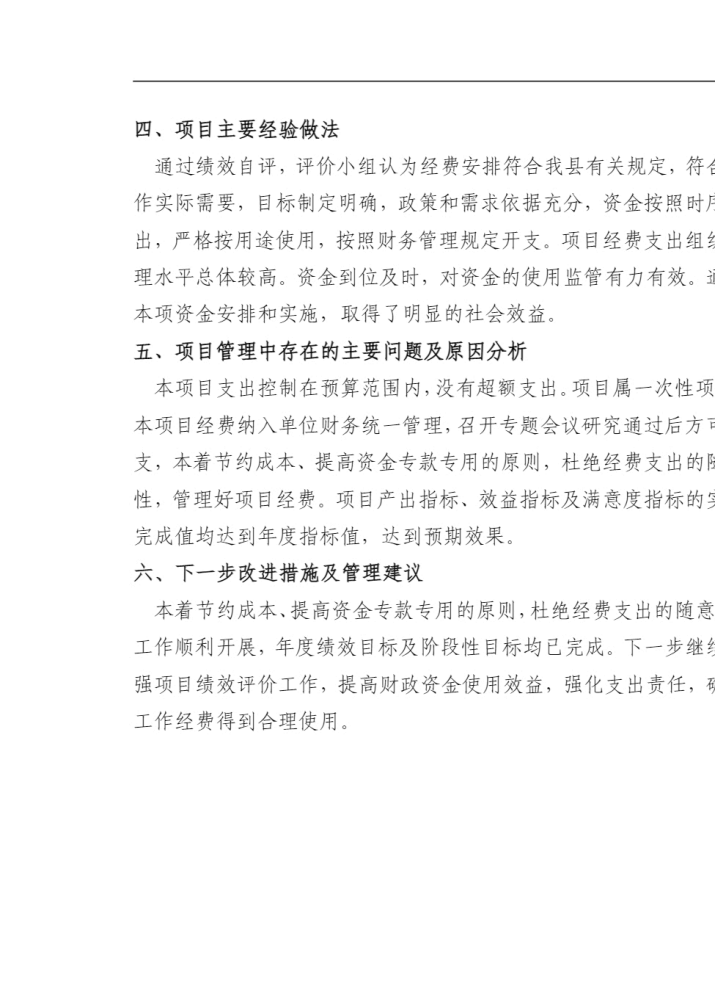 四、项目主要经验做法
通过绩效自评，评价小组认为经费安排符合我县有关规定，符合
作实际需要，目标制定明确，政策和需求依据充分，资金按照时序
出，严格按用途使用，按照财务管理规定开支。项目经费支出组织
理水平总体较高。资金到位及时，对资金的使用监管有力有效。通
本项资金安排和实施，取得了明显的社会效益。
五、项目管理中存在的主要问题及原因分析
本项目支出控制在预算范围内，没有超额支出。项目属一次性项
本项目经费纳入单位财务统一管理，召开专题会议研究通过后方可
支，本着节约成本、提高资金专款专用的原则，杜绝经费支出的随
性，管理好项目经费。项目产出指标、效益指标及满意度指标的实
完成值均达到年度指标值，达到预期效果。
六、下一步改进措施及管理建议
本着节约成本、提高资金专款专用的原则，杜绝经费支出的随意
工作顺利开展，年度绩效目标及阶段性目标均已完成。下一步继续
强项目绩效评价工作，提高财政资金使用效益，强化支出责任，确
工作经费得到合理使用。